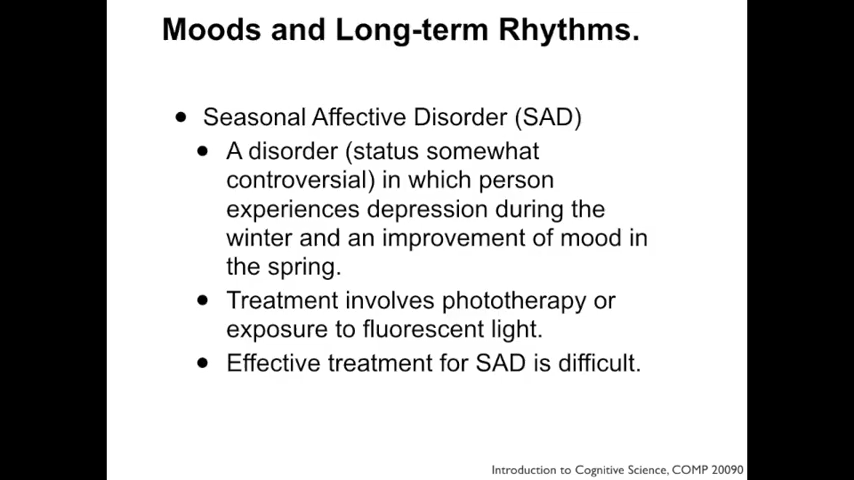 Moods and Long-term Rhythms.
• Seasonal Affective Disorder (SAD)
• A disorder (status somewhat
controversial) in which person
experiences depression during the
winter and an improvement of mood in
the spring.
• Treatment involves phototherapy or
exposure to fluorescent light.
• Effective treatment for SAD is difficult.
Introduction to Cognitive Science, COMP 20090